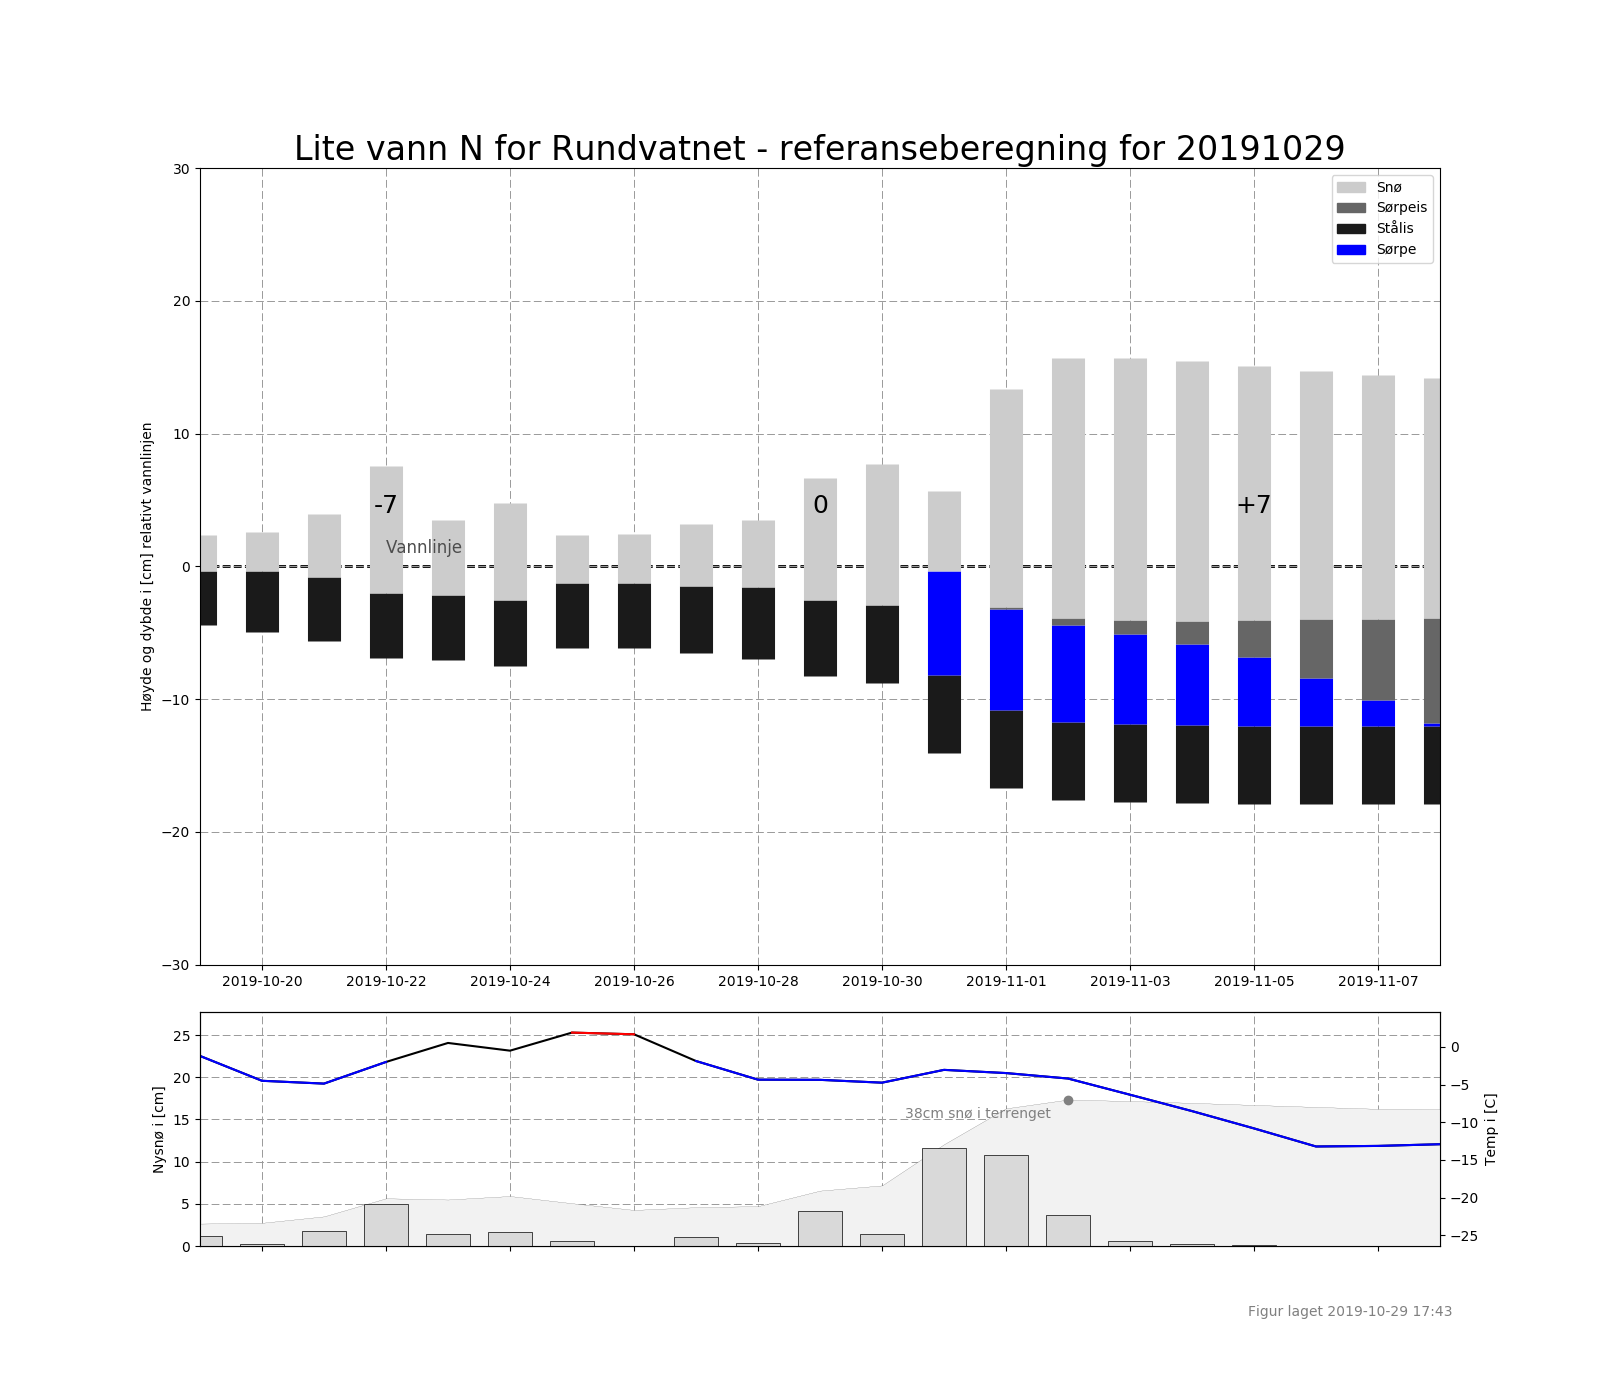 Lite vann N for Rundvatnet - referanseberegning for 20191029
Høyde og dybde i [cm] relativt vannlinjen
30
20
10
0
−10
−20
−30
Snø
Sørpeis
Stålis
Sørpe
-7
0
+7
Vannlinje
2019-10-20 2019-10-22 2019-10-24 2019-10-26 2019-10-28 2019-10-30 2019-11-01 2019-11-03 2019-11-05 2019-11-07
Nysnø i [cm]
25
20
15
10
5
0
38cm snø i terrenget
0
−5
−10
−15
−20
−25
Temp i [C]
Figur laget 2019-10-29 17:43